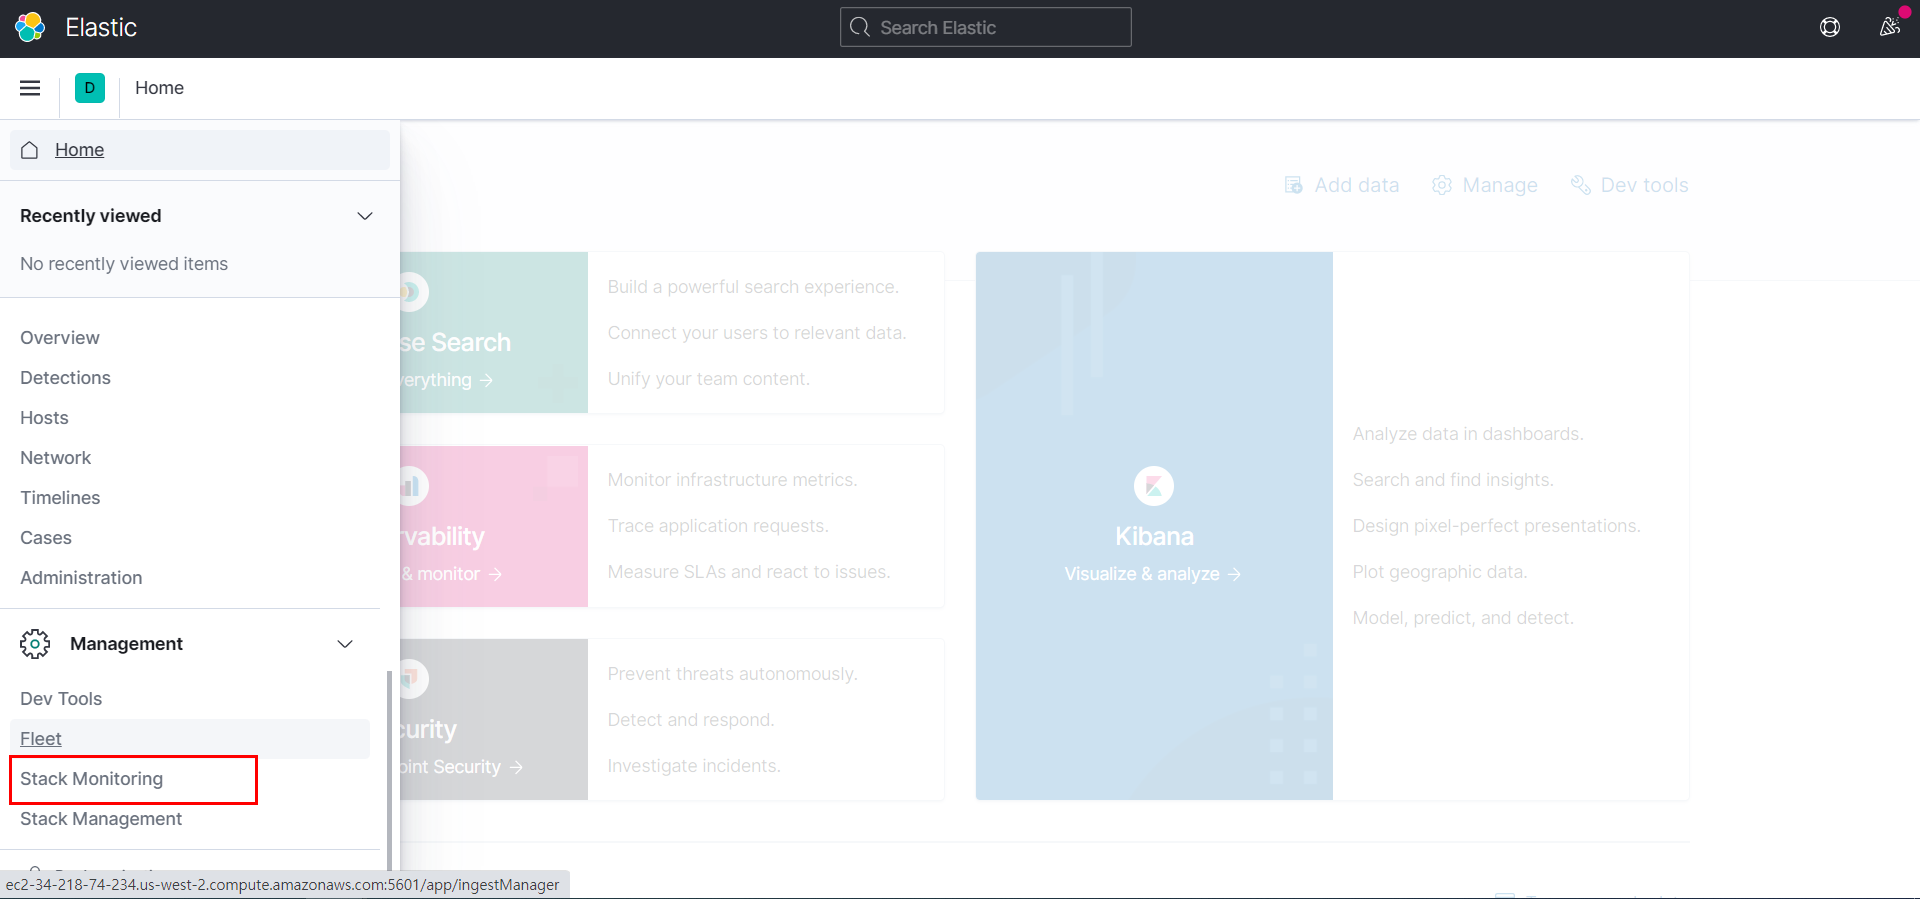 Elastic
Search Elastic
D
Home
Home
Recently viewed
No recently viewed items
Overview
Detections
Hosts
Network
Timelines
Cases
Administration
Management
Dev Tools
Fleet
Stack Monitoring
Stack Management
Add data
Manage
Dev tools
se Search
verything →
Build a powerful search experience.
Connect your users to relevant data.
Unify your team content.
rvability
& monitor →
Monitor infrastructure metrics.
Trace application requests.
Measure SLAs and react to issues.
curity
oint Security →
Prevent threats autonomously.
Detect and respond.
Investigate incidents.
Kibana
Visualize & analyze →
Analyze data in dashboards.
Search and find insights.
Design pixel-perfect presentations.
Plot geographic data.
Model, predict, and detect.
ec2-34-218-74-234.us-west-2.compute.amazonaws.com:5601/app/ingestManager